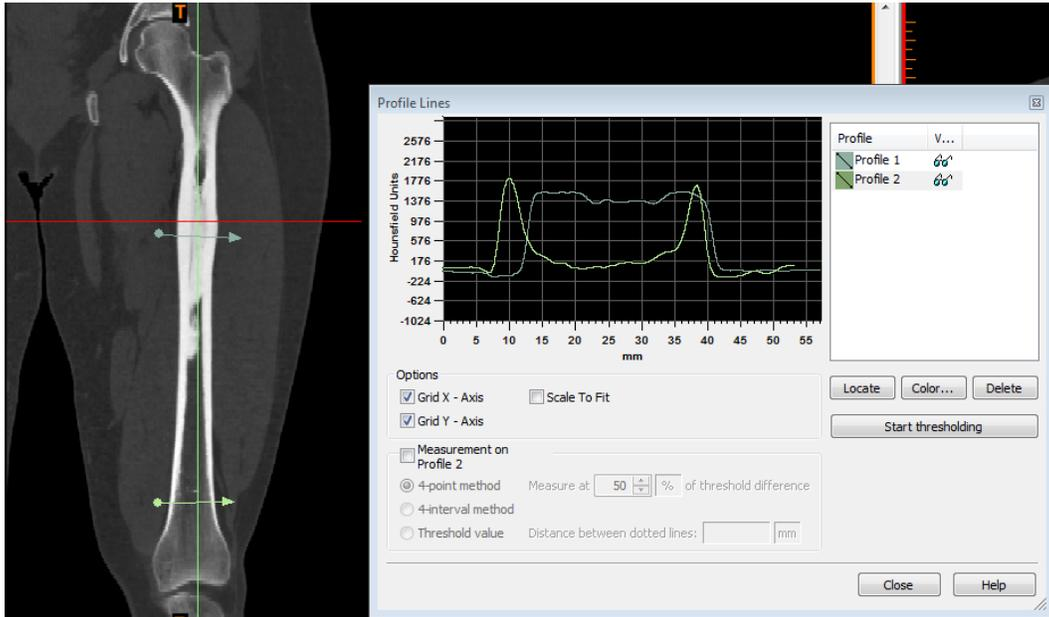 T
Profile Lines
2576
2176
1776
1376
976
576
176
-224
-624
-1024
Hounsfield Units
0 5 10 15 20 25 30 35 40 45 50 55
mm
Profile V...
Profile 1
Profile 2
Locate Color... Delete
Start thresholding
Options
Grid X - Axis Scale To Fit
Grid Y - Axis
Measurement on
Profile 2
4-point method Measure at 50 % of threshold difference
4-interval method
Threshold value Distance between dotted lines: mm
Close Help